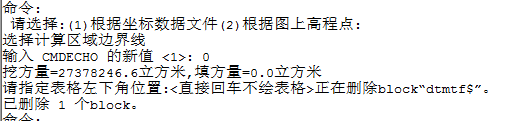 命令:
请选择:(1)根据坐标数据文件(2)根据图上高程点:
选择计算区域边界线
输入 CMDECHO 的新值 <1>: 0
挖方量=27378246.6立方米,填方量=0.0立方米
请指定表格左下角位置:<直接回车不绘表格>正在删除block“dtmtf$”。
已删除 1 个block。
命令: